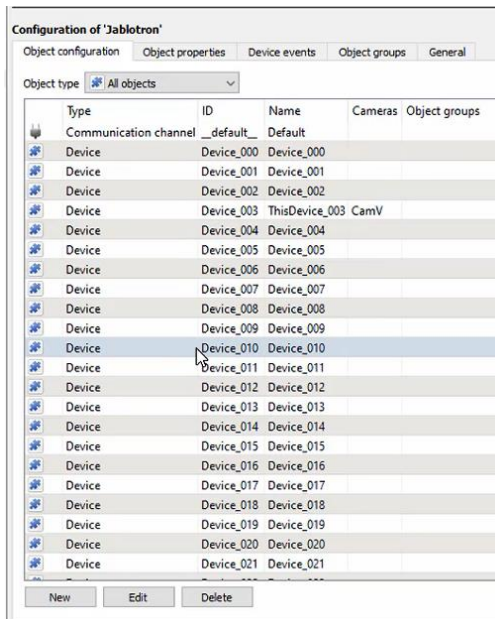 Configuration of 'Jablotron'
Object configuration Object properties Device events Object groups General
Object type All objects
Type ID Name Cameras Object groups
Communication channel __default__ Default
Device Device_000 Device_000
Device Device_001 Device_001
Device Device_002 Device_002
Device Device_003 ThisDevice_003 CamV
Device Device_004 Device_004
Device Device_005 Device_005
Device Device_006 Device_006
Device Device_007 Device_007
Device Device_008 Device_008
Device Device_009 Device_009
Device Device_010 Device_010
Device Device_011 Device_011
Device Device_012 Device_012
Device Device_013 Device_013
Device Device_014 Device_014
Device Device_015 Device_015
Device Device_016 Device_016
Device Device_017 Device_017
Device Device_018 Device_018
Device Device_019 Device_019
Device Device_020 Device_020
Device Device_021 Device_021
New Edit Delete